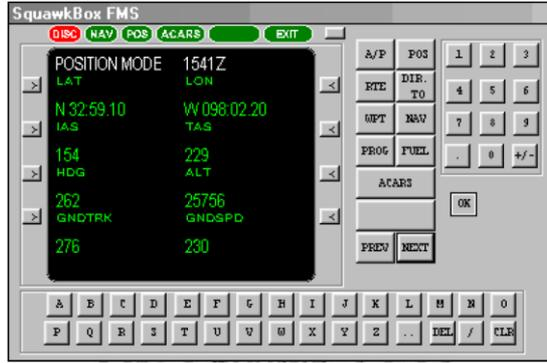 SquawkBox FMS
DISC NAV POS ACARS EXIT
POSITION MODE 1541Z
LAT LON
N 32:59.10 W 098:02.20
IAS TAS
154 229
HDG ALT
262 25756
GNDTRK GNDSPD
276 230
> > > >
< < < <
A/P POS
RTE DIR. TO
WPT NAV
PROG FUEL
ACARS
PREV NEXT
1 2 3
4 5 6
7 8 9
. 0 +/-
OK
A B C D E F G H I J K L M N O
P Q R S T U V W X Y Z .. DEL / CLR